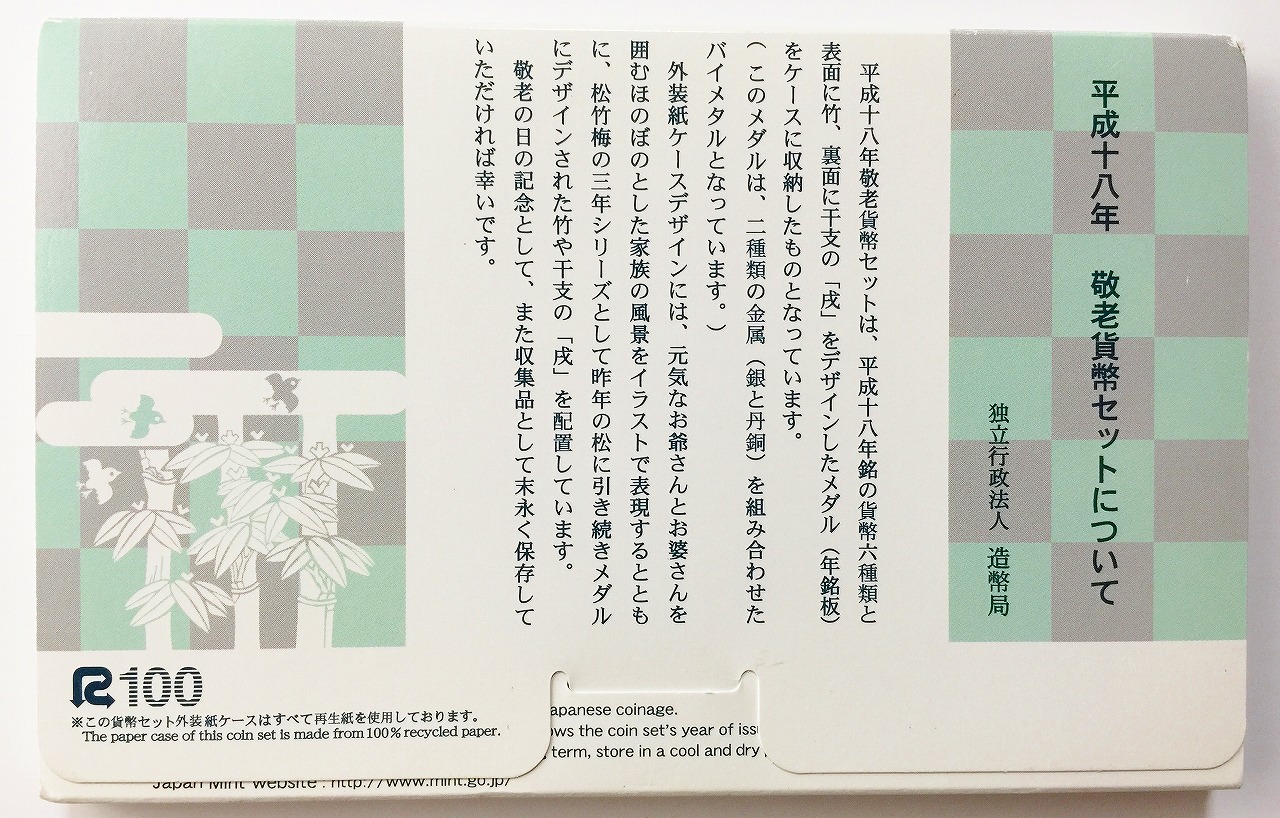 平成十八年　敬老貨幣セットについて
独立行政法人　造幣局
平成十八年敬老貨幣セットは、平成十八年銘の貨幣六種類と
表面に竹、裏面に干支の「戌」をデザインしたメダル（年銘板）
をケースに収納したものとなっています。
（このメダルは、二種類の金属（銀と丹銅）を組み合わせた
バイメタルとなっています。）
外装紙ケースデザインには、元気なお爺さんとお婆さんを
囲むほのぼのとした家族の風景をイラストで表現するととも
に、松竹梅の三年シリーズとして昨年の松に引き続きメダル
にデザインされた竹や干支の「戌」を配置しています。
敬老の日の記念として、また収集品として末永く保存して
いただければ幸いです。
R100
※この貨幣セット外装紙ケースはすべて再生紙を使用しております。
The paper case of this coin set is made from 100% recycled paper.
apanese coinage.
ows the coin set's year of iss
term, store in a cool and dry
Japan Mint website : http://www.mint.go.jp/